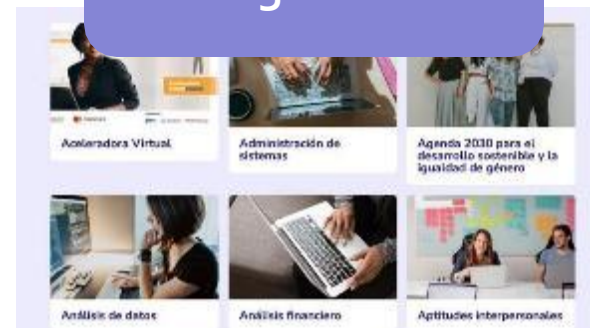 Aceleradora Virtual
Administración de
sistemas
Agenda 2030 para el
desarrollo sostenible y la
igualdad de género
Análisis de datos
Análisis financiero
Aptitudes interpersonales